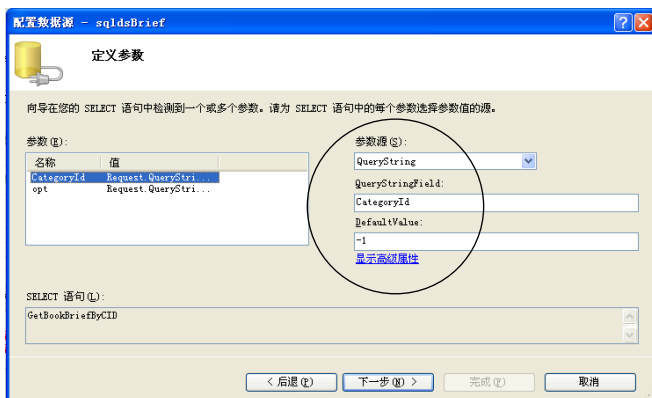 配置数据源 - sqldsBrief
定义参数
向导在您的 SELECT 语句中检测到一个或多个参数。请为 SELECT 语句中的每个参数选择参数值的源。
参数(E):
名称 值
CategoryId Request.QueryStri...
opt Request.QueryStri...
参数源(S):
QueryString
QueryStringField:
CategoryId
DefaultValue:
-1
显示高级属性
SELECT 语句(L):
GetBookBriefByCID
< 后退(P) 下一步(N) > 完成(F) 取消